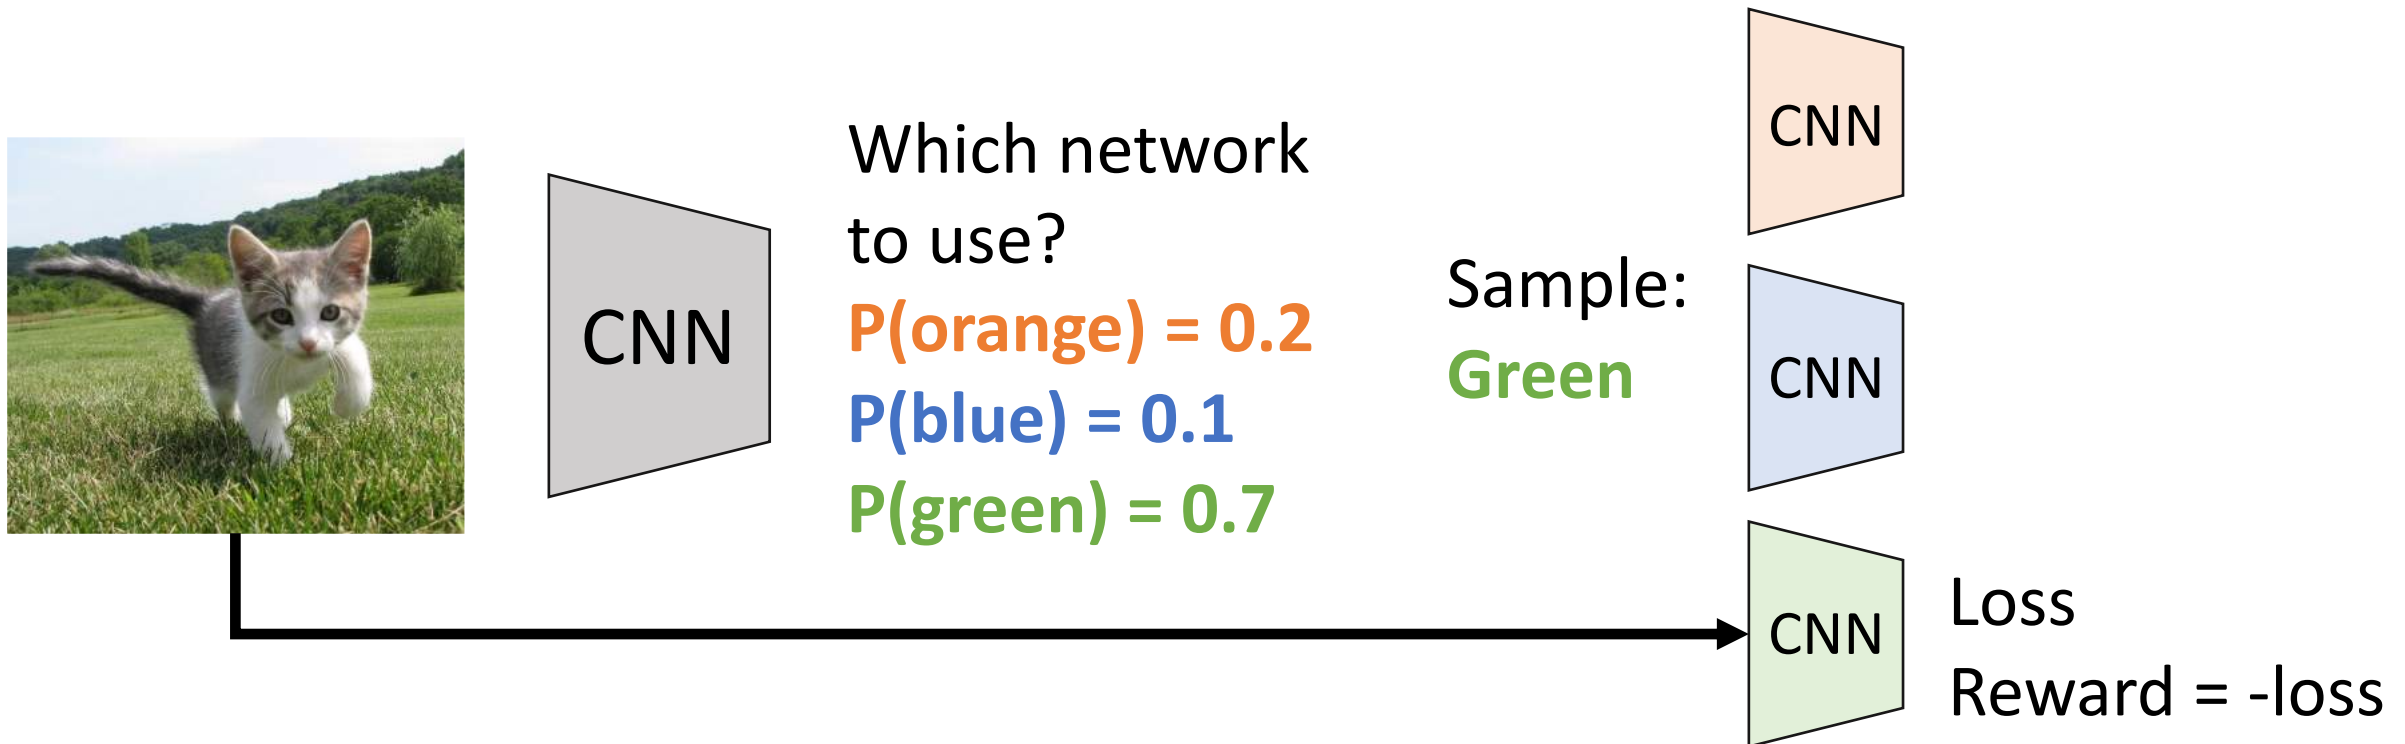 CNN
Which network
to use?
P(orange) = 0.2
P(blue) = 0.1
P(green) = 0.7
Sample:
Green
CNN
CNN
CNN
Loss
Reward = -loss